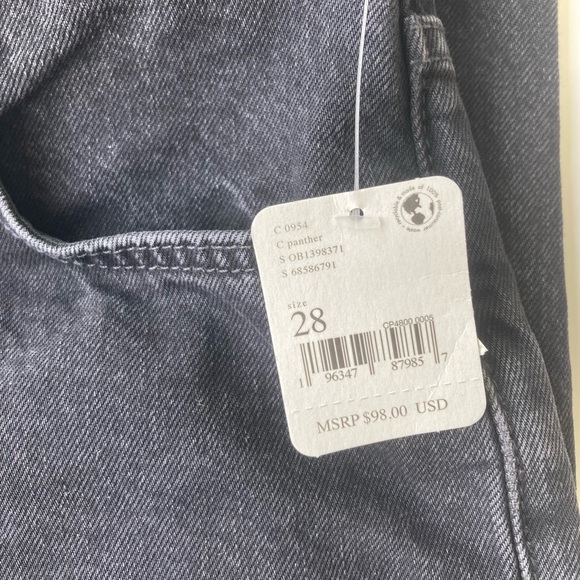 C 0954
C panther
S OB1398371
S 68586791
size
28
CP4800 0005
1 96347 87985 7
MSRP $98.00 USD